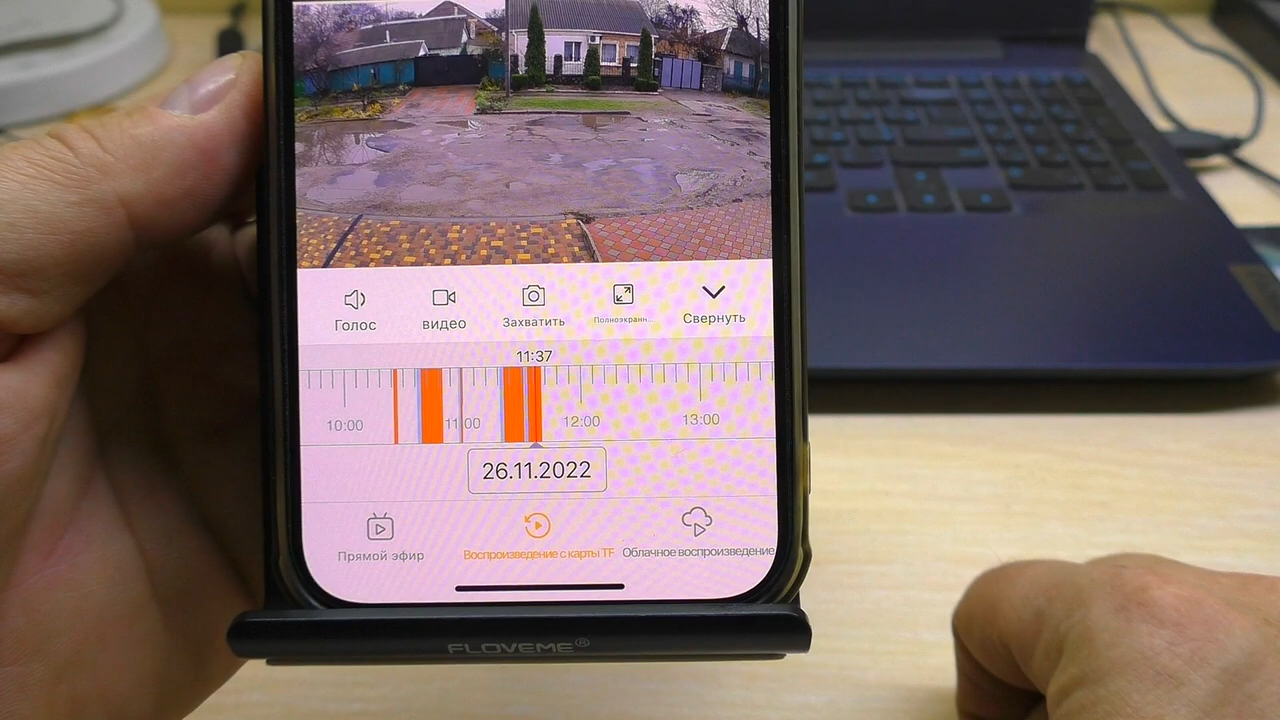 Голос
видео
Захватить
Полноэкранн...
Свернуть
11:37
10:00
11:00
12:00
13:00
26.11.2022
Прямой эфир
Воспроизведение с карты TF
Облачное воспроизведение
FLOVEME®